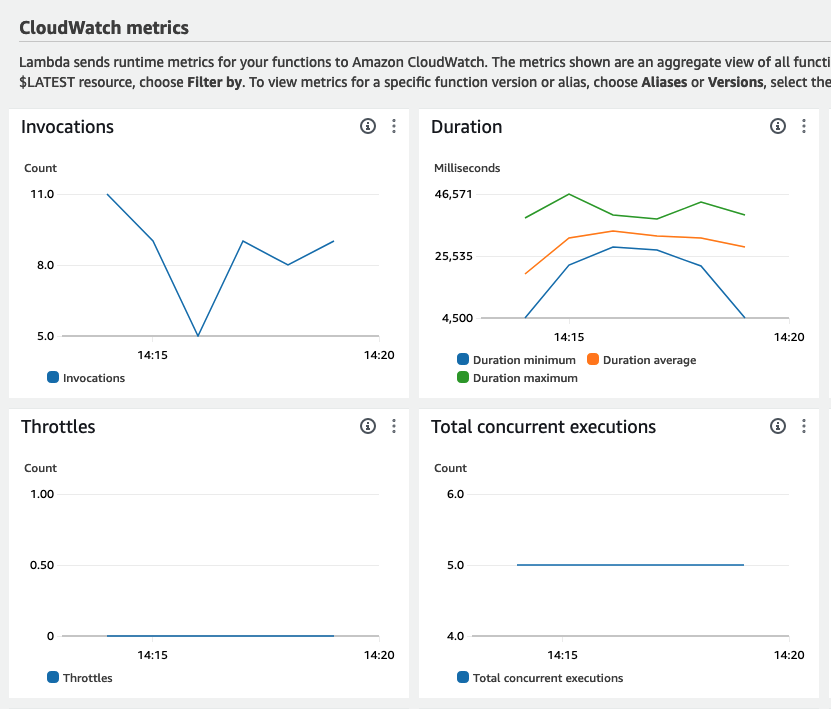 CloudWatch metrics
Lambda sends runtime metrics for your functions to Amazon CloudWatch. The metrics shown are an aggregate view of all
$LATEST resource, choose Filter by. To view metrics for a specific function version or alias, choose Aliases or Versions, select the
Invocations
Count
11.0
8.0
5.0
14:15 14:20
Invocations
Duration
Milliseconds
46,571
25,535
4,500
14:15 14:20
Duration minimum Duration average
Duration maximum
Throttles
Count
1.00
0.50
0
14:15 14:20
Throttles
Total concurrent executions
Count
6.0
5.0
4.0
14:15 14:20
Total concurrent executions